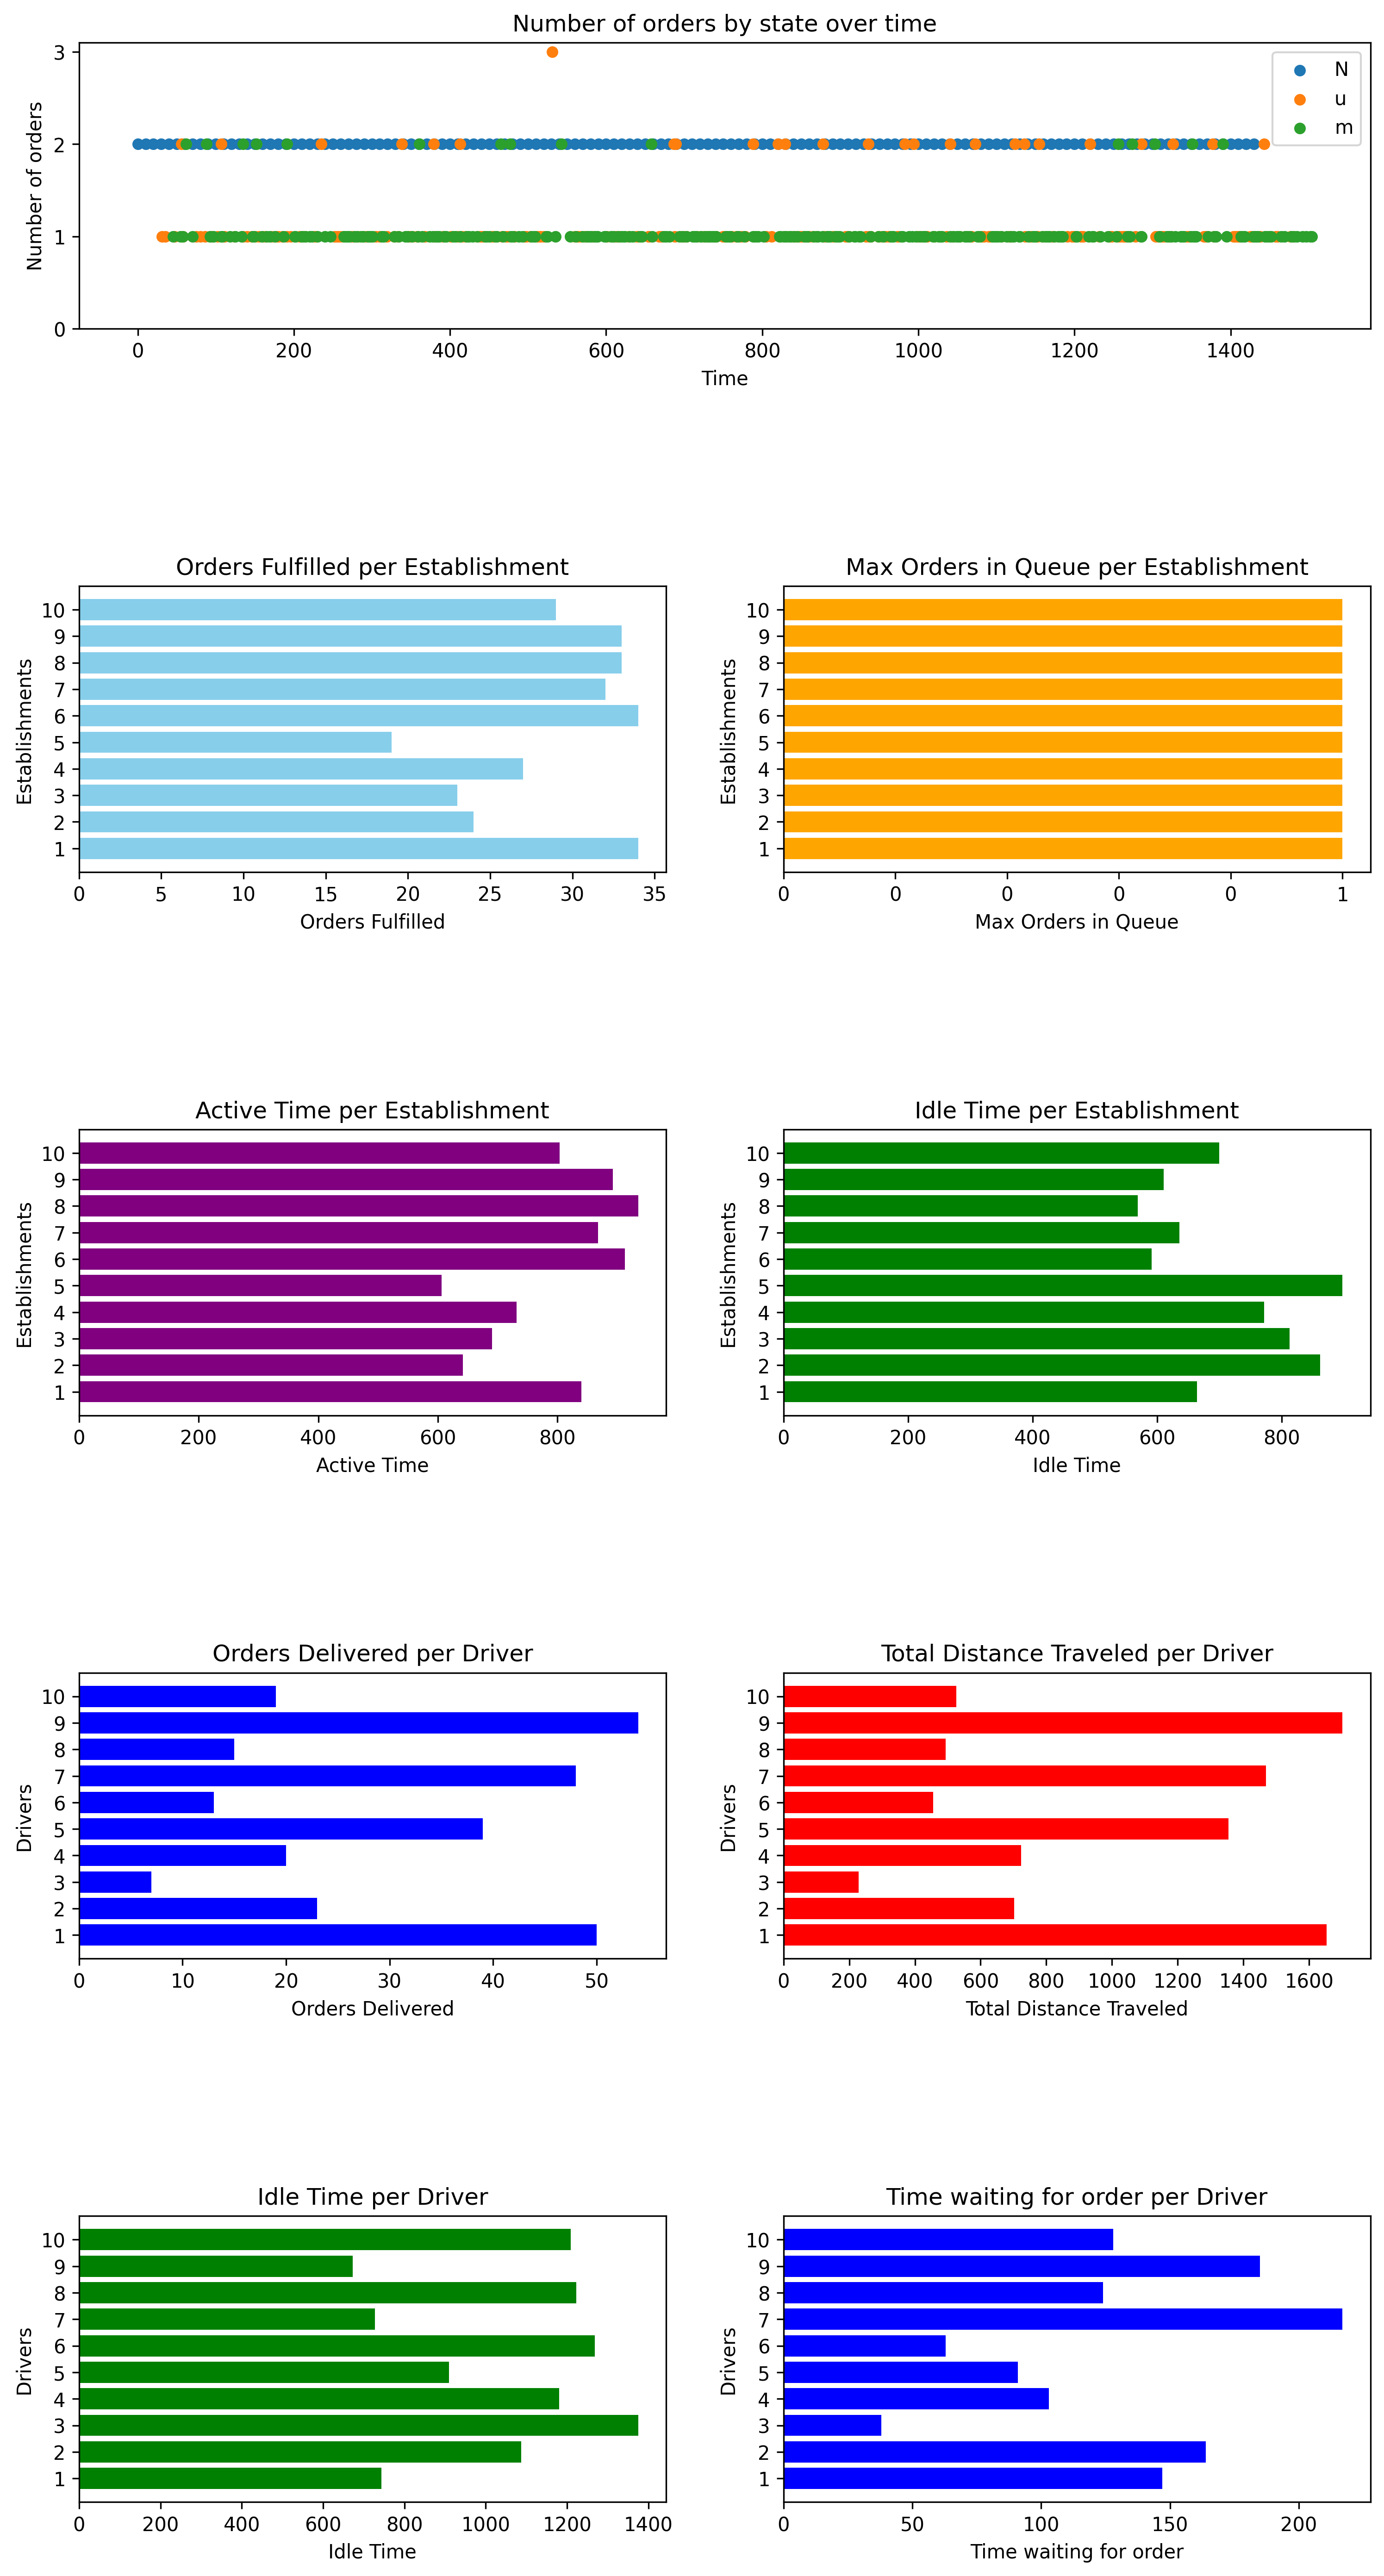 Number of orders by state over time
3
2
1
0
Number of orders
N
u
m
0 200 400 600 800 1000 1200 1400
Time
Orders Fulfilled per Establishment
10
9
8
7
6
5
4
3
2
1
Establishments
0 5 10 15 20 25 30 35
Orders Fulfilled
Max Orders in Queue per Establishment
10
9
8
7
6
5
4
3
2
1
Establishments
0 0 0 0 0 1
Max Orders in Queue
Active Time per Establishment
10
9
8
7
6
5
4
3
2
1
Establishments
0 200 400 600 800
Active Time
Idle Time per Establishment
10
9
8
7
6
5
4
3
2
1
Establishments
0 200 400 600 800
Idle Time
Orders Delivered per Driver
10
9
8
7
6
5
4
3
2
1
Drivers
0 10 20 30 40 50
Orders Delivered
Total Distance Traveled per Driver
10
9
8
7
6
5
4
3
2
1
Drivers
0 200 400 600 800 1000 1200 1400 1600
Total Distance Traveled
Idle Time per Driver
10
9
8
7
6
5
4
3
2
1
Drivers
0 200 400 600 800 1000 1200 1400
Idle Time
Time waiting for order per Driver
10
9
8
7
6
5
4
3
2
1
Drivers
0 50 100 150 200
Time waiting for order